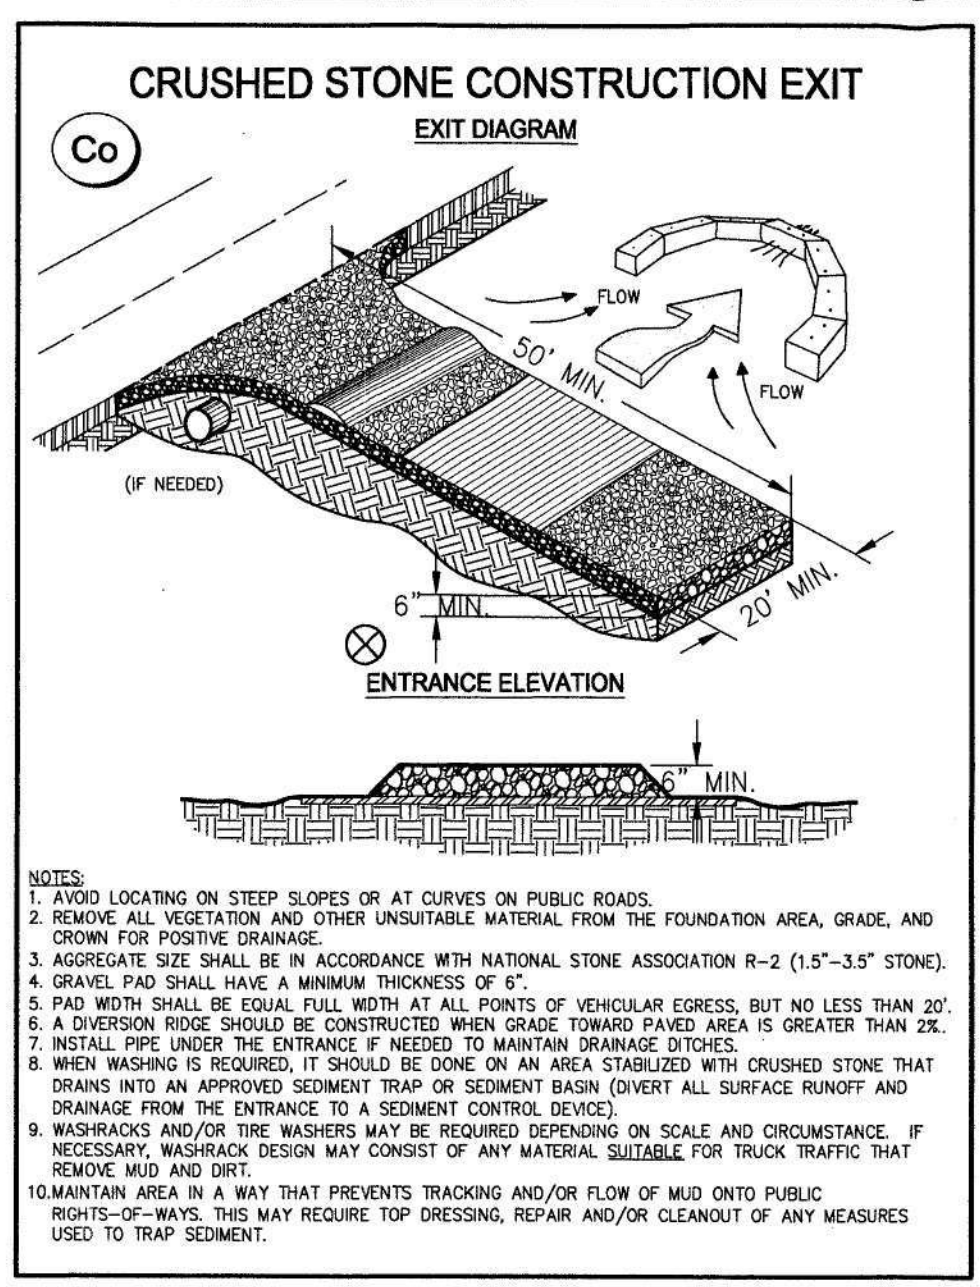 CRUSHED STONE CONSTRUCTION EXIT
EXIT DIAGRAM
Co
FLOW
50' MIN.
FLOW
(IF NEEDED)
20' MIN.
6" MIN.
ENTRANCE ELEVATION
6" MIN.
NOTES:
1. AVOID LOCATING ON STEEP SLOPES OR AT CURVES ON PUBLIC ROADS.
2. REMOVE ALL VEGETATION AND OTHER UNSUITABLE MATERIAL FROM THE FOUNDATION AREA, GRADE, AND
CROWN FOR POSITIVE DRAINAGE.
3. AGGREGATE SIZE SHALL BE IN ACCORDANCE WITH NATIONAL STONE ASSOCIATION R-2 (1.5"-3.5" STONE).
4. GRAVEL PAD SHALL HAVE A MINIMUM THICKNESS OF 6".
5. PAD WIDTH SHALL BE EQUAL FULL WIDTH AT ALL POINTS OF VEHICULAR EGRESS, BUT NO LESS THAN 20'.
6. A DIVERSION RIDGE SHOULD BE CONSTRUCTED WHEN GRADE TOWARD PAVED AREA IS GREATER THAN 2%..
7. INSTALL PIPE UNDER THE ENTRANCE IF NEEDED TO MAINTAIN DRAINAGE DITCHES.
8. WHEN WASHING IS REQUIRED, IT SHOULD BE DONE ON AN AREA STABILIZED WITH CRUSHED STONE THAT
DRAINS INTO AN APPROVED SEDIMENT TRAP OR SEDIMENT BASIN (DIVERT ALL SURFACE RUNOFF AND
DRAINAGE FROM THE ENTRANCE TO A SEDIMENT CONTROL DEVICE).
9. WASHRACKS AND/OR TIRE WASHERS MAY BE REQUIRED DEPENDING ON SCALE AND CIRCUMSTANCE. IF
NECESSARY, WASHRACK DESIGN MAY CONSIST OF ANY MATERIAL SUITABLE FOR TRUCK TRAFFIC THAT
REMOVE MUD AND DIRT.
10.MAINTAIN AREA IN A WAY THAT PREVENTS TRACKING AND/OR FLOW OF MUD ONTO PUBLIC
RIGHTS-OF-WAYS. THIS MAY REQUIRE TOP DRESSING, REPAIR AND/OR CLEANOUT OF ANY MEASURES
USED TO TRAP SEDIMENT.